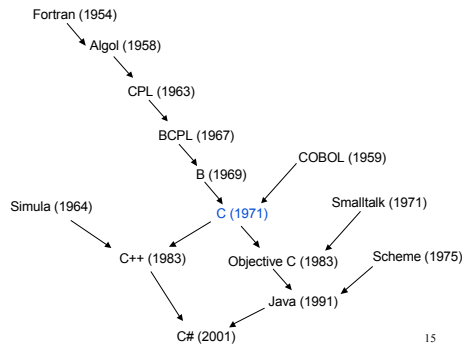 Fortran (1954)
Algol (1958)
CPL (1963)
BCPL (1967)
B (1969)
COBOL (1959)
Simula (1964)
C (1971)
Smalltalk (1971)
C++ (1983)
Objective C (1983)
Scheme (1975)
Java (1991)
C# (2001)
15